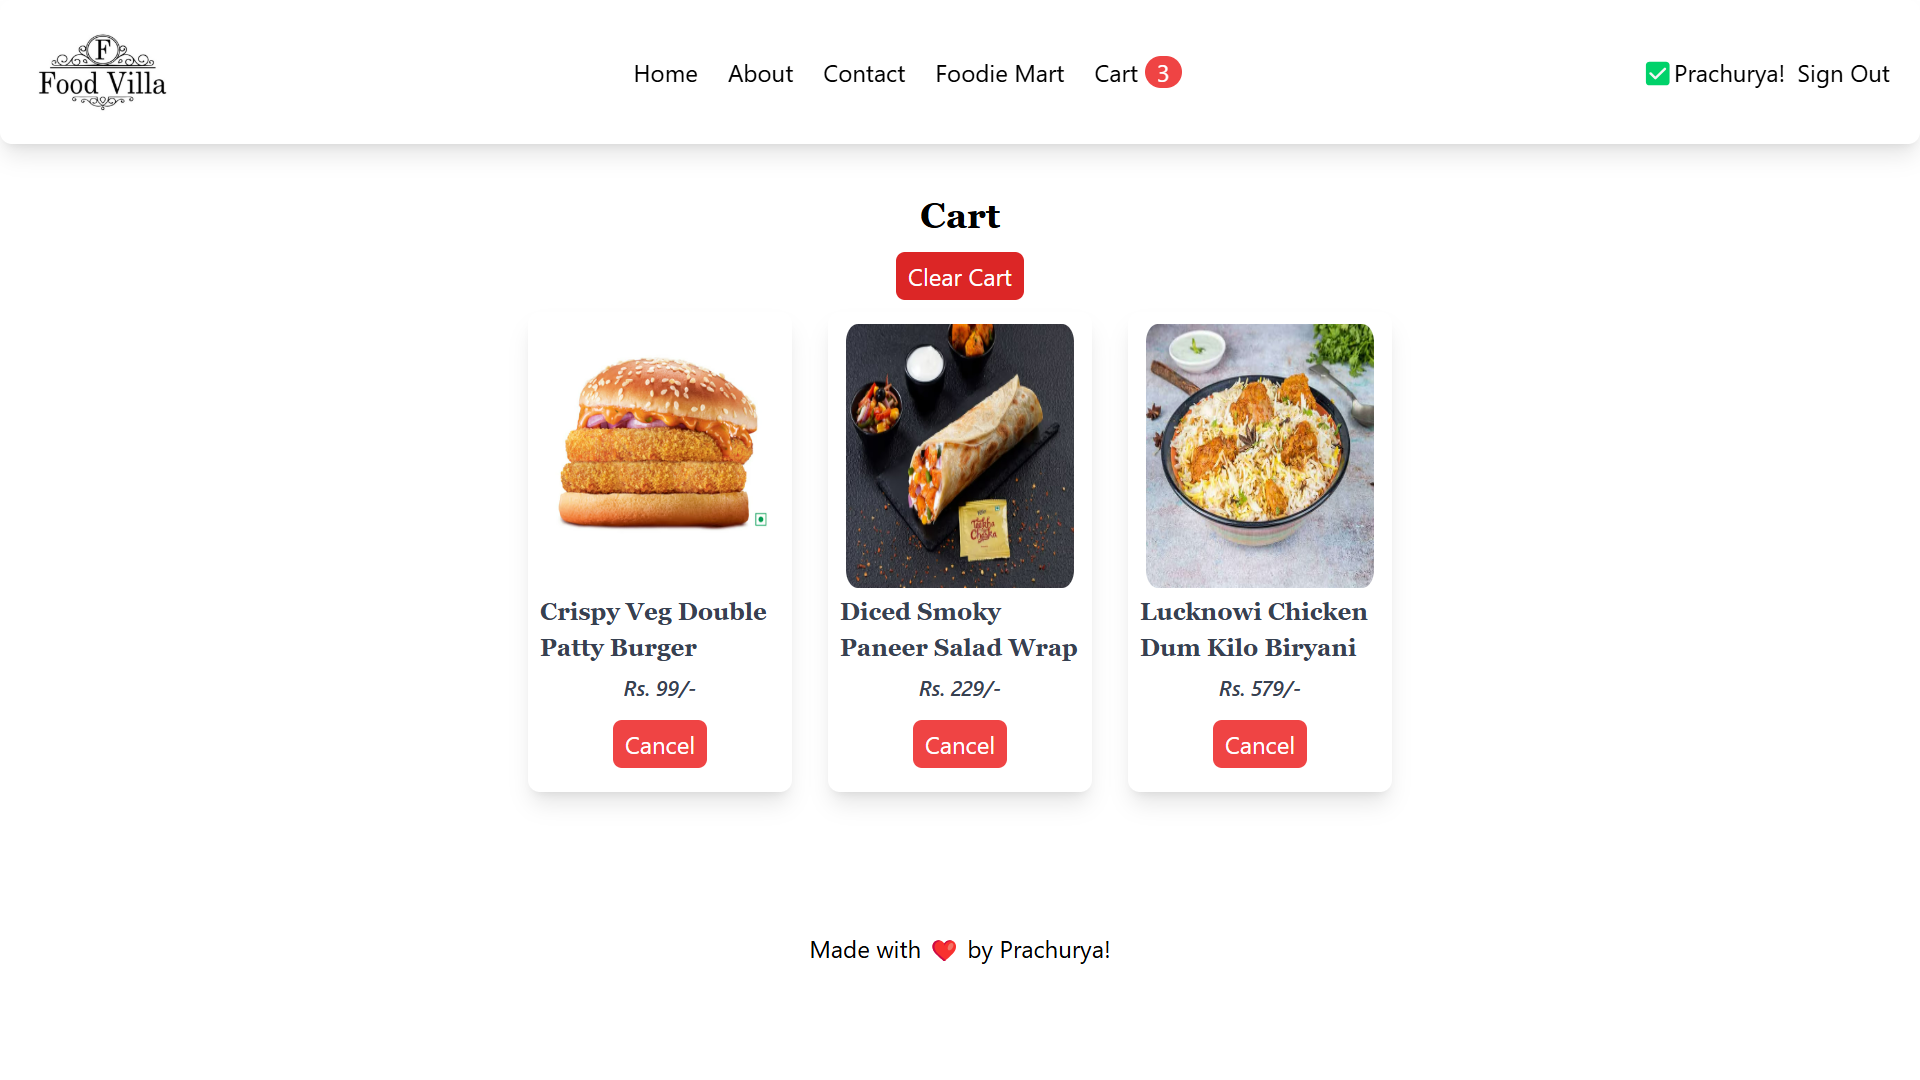 F
Food Villa
Home About Contact Foodie Mart Cart 3
Prachurya! Sign Out
Cart
Clear Cart
Teekha Chaska
Crispy Veg Double
Patty Burger
Rs. 99/-
Cancel
Diced Smoky
Paneer Salad Wrap
Rs. 229/-
Cancel
Lucknowi Chicken
Dum Kilo Biryani
Rs. 579/-
Cancel
Made with ❤️ by Prachurya!